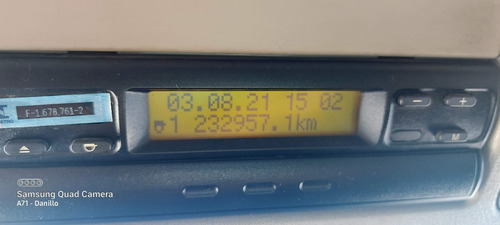 F-1.678.761-2
03.08.21 15 02
1 232957.1km
M
Samsung Quad Camera
A71 - Danillo